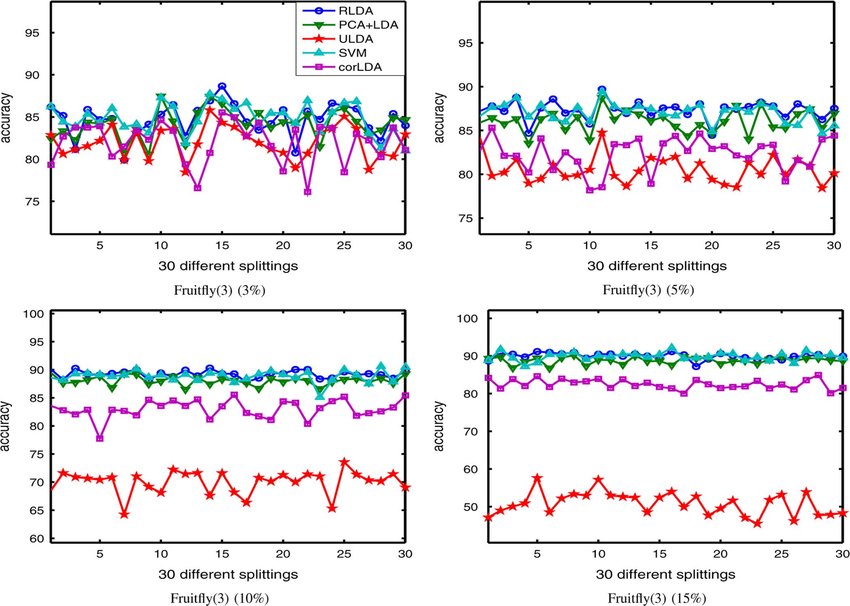 RLDA
PCA+LDA
ULDA
SVM
corLDA
accuracy
95
90
85
80
75
5 10 15 20 25 30
30 different splittings
Fruitfly(3) (3%)
accuracy
95
90
85
80
75
5 10 15 20 25 30
30 different splittings
Fruitfly(3) (5%)
accuracy
100
95
90
85
80
75
70
65
60
5 10 15 20 25 30
30 different splittings
Fruitfly(3) (10%)
accuracy
100
90
80
70
60
50
5 10 15 20 25 30
30 different splittings
Fruitfly(3) (15%)